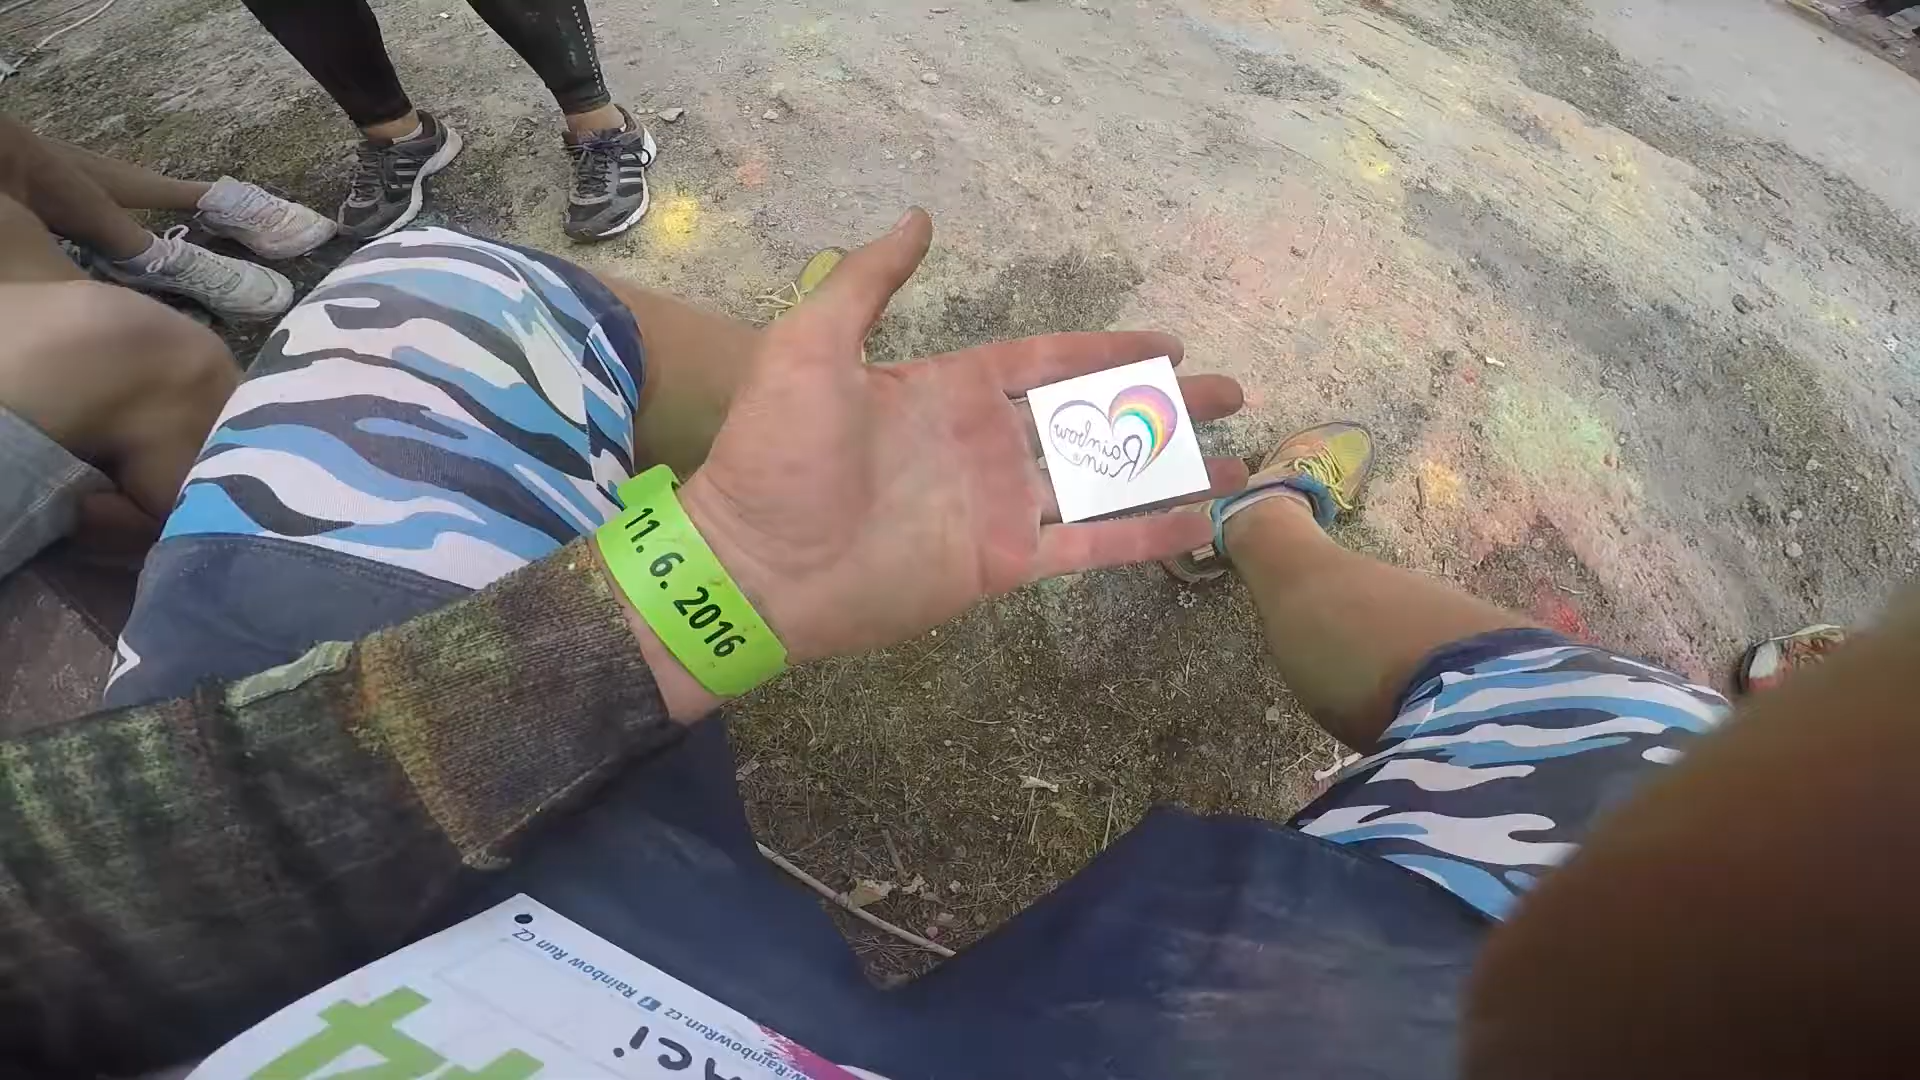 Rainbow
Run
11. 6. 2016
Rainbow Run CZ
RainbowRun.cz